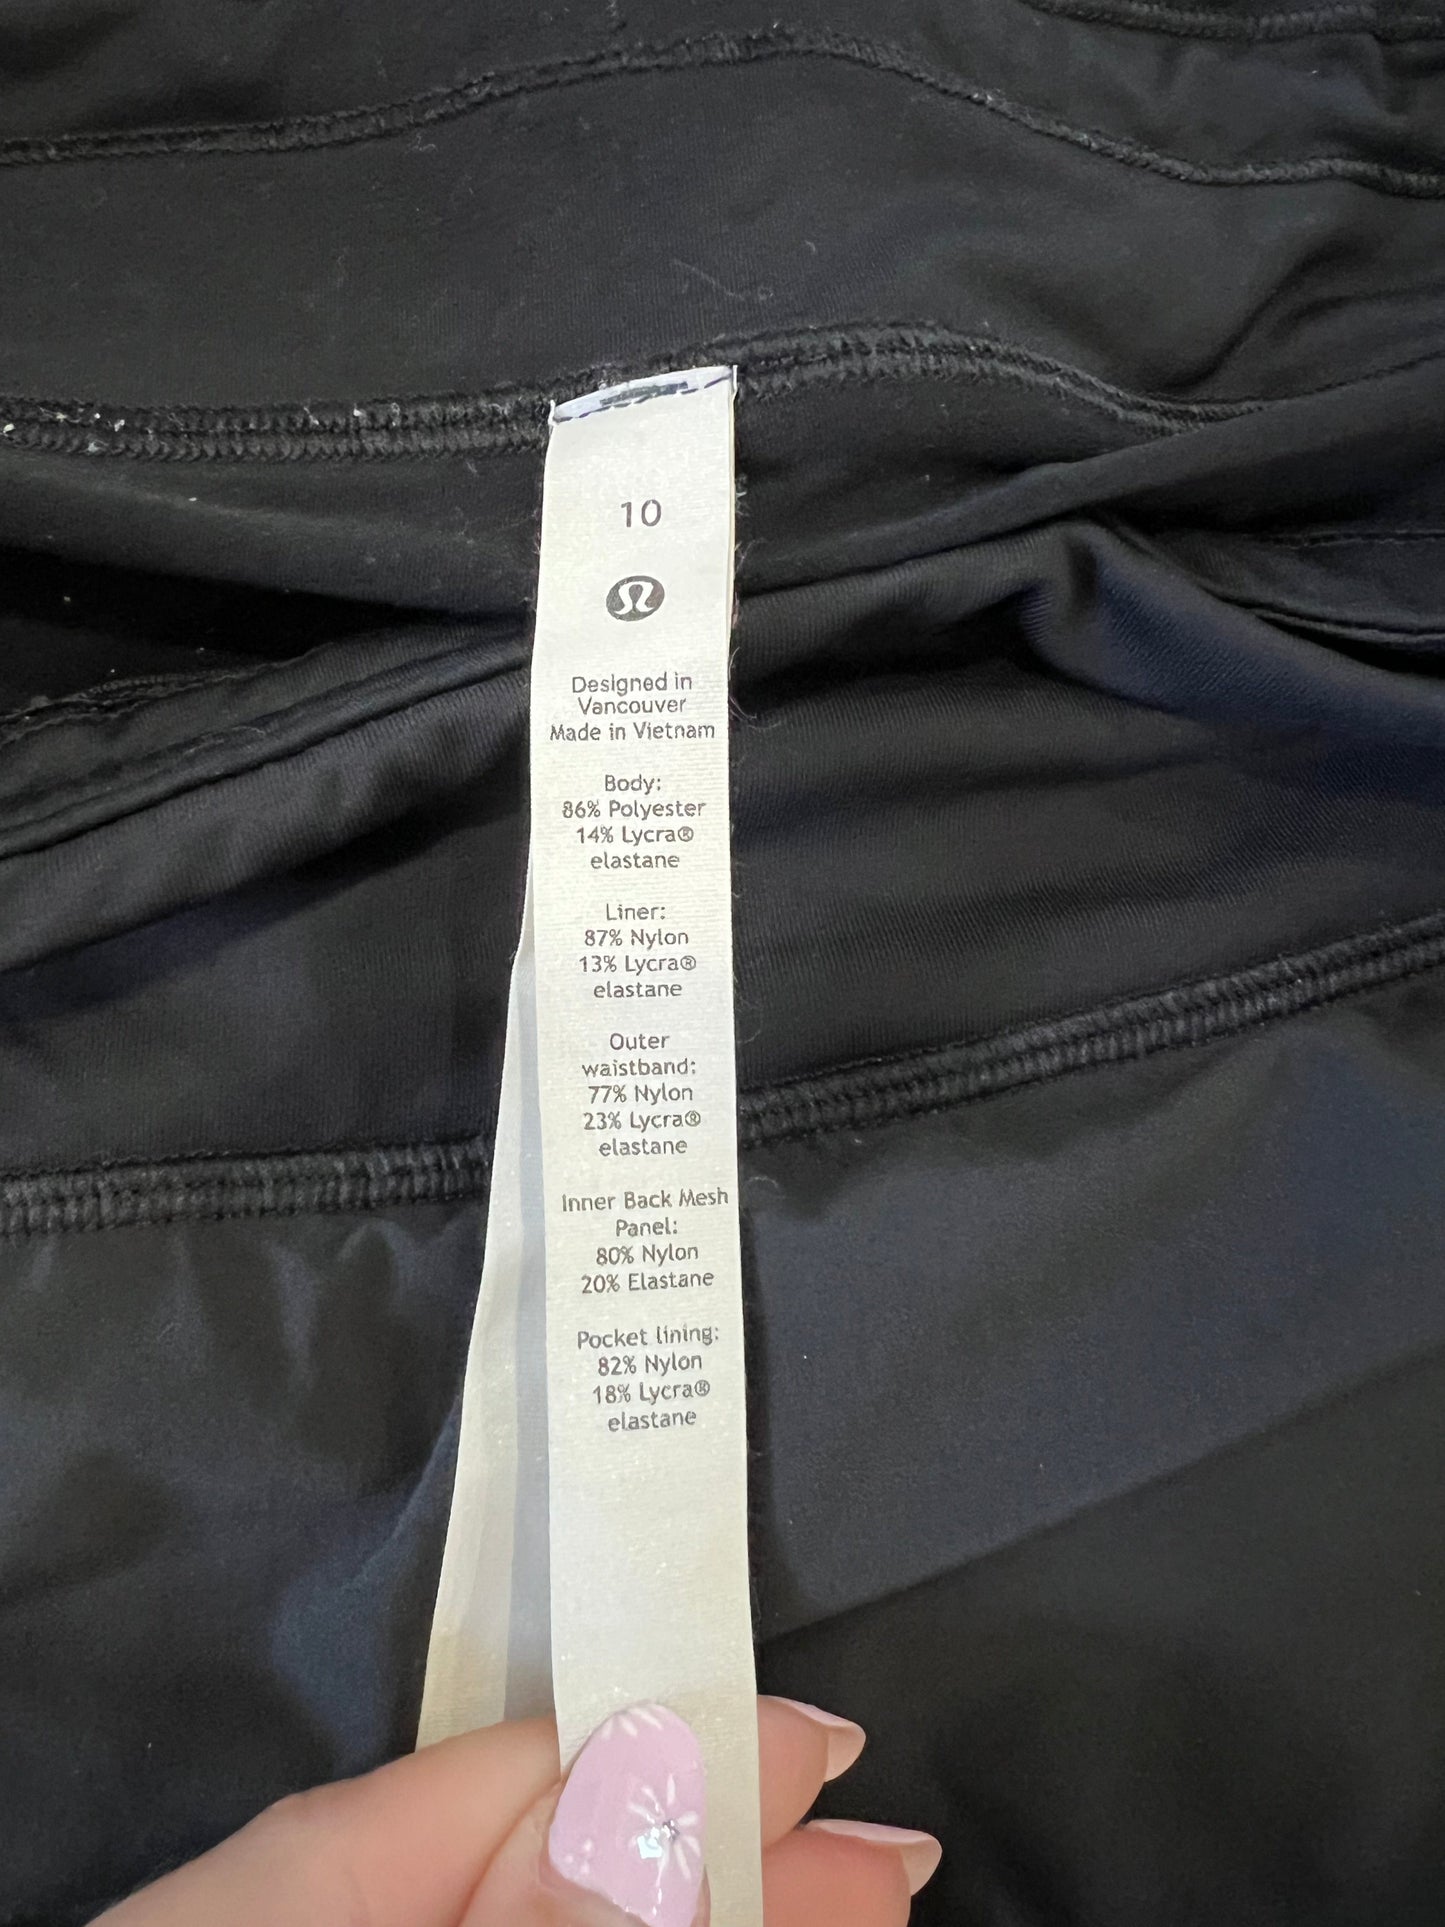 10
Designed in
Vancouver
Made in Vietnam
Body:
86% Polyester
14% Lycra®
elastane
Liner:
87% Nylon
13% Lycra®
elastane
Outer
waistband:
77% Nylon
23% Lycra®
elastane
Inner Back Mesh
Panel:
80% Nylon
20% Elastane
Pocket lining:
82% Nylon
18% Lycra®
elastane